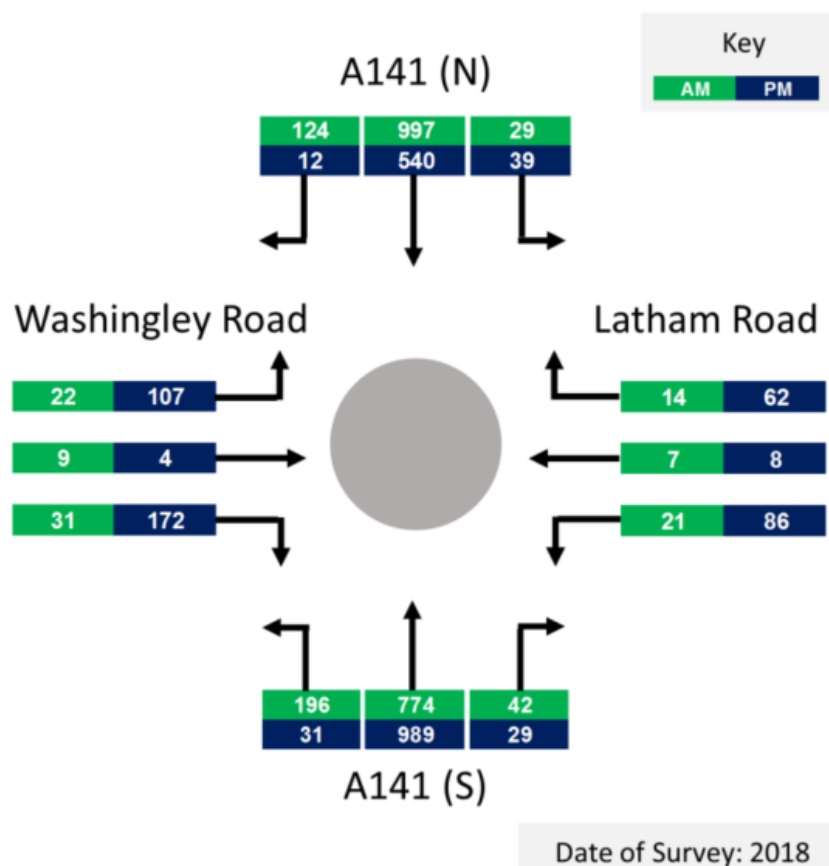 Key
AM PM
A141 (N)
124 997 29
12 540 39
Washingley Road
Latham Road
22 107
14 62
9 4
7 8
31 172
21 86
196 774 42
31 989 29
A141 (S)
Date of Survey: 2018